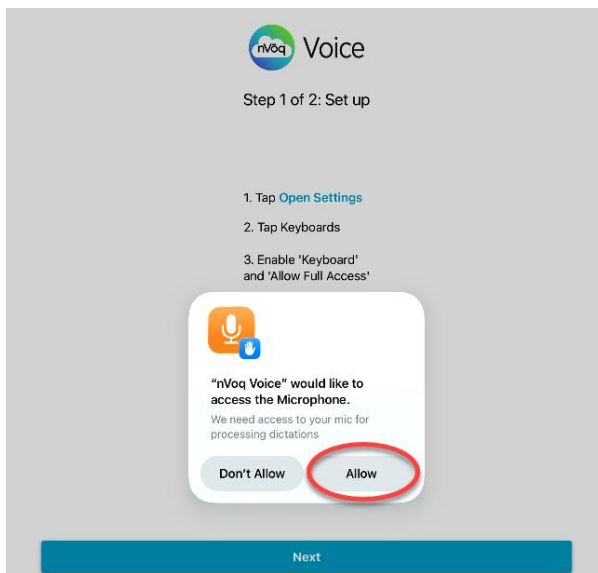 nVōq Voice
Step 1 of 2: Set up
1. Tap Open Settings
2. Tap Keyboards
3. Enable 'Keyboard'
and 'Allow Full Access'
“nVoq Voice” would like to
access the Microphone.
We need access to your mic for
processing dictations
Don’t Allow Allow
Next